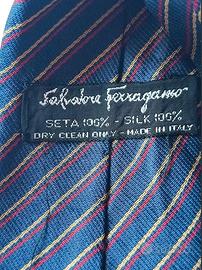 Salvatore Ferragamo
SETA 100% - SILK 100%
DRY CLEAN ONLY - MADE IN ITALY